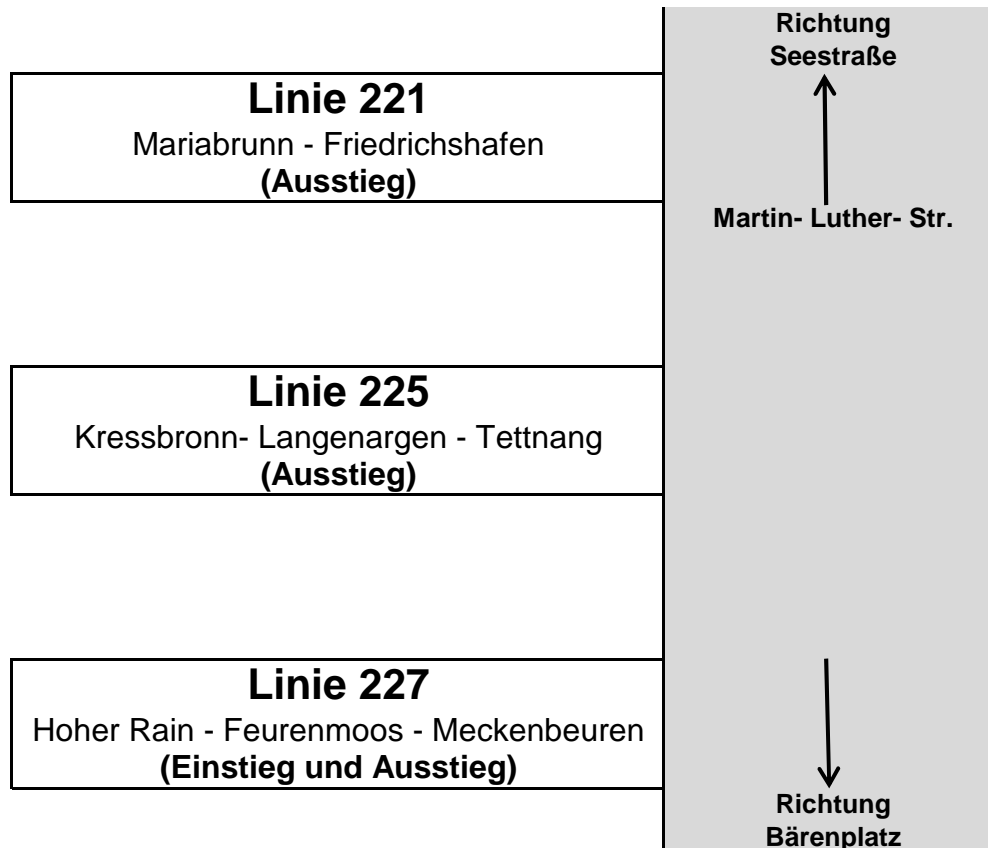 Richtung
Seestraße
Linie 221
Mariabrunn - Friedrichshafen
(Ausstieg)
Martin- Luther- Str.
Linie 225
Kressbronn- Langenargen - Tettnang
(Ausstieg)
Linie 227
Hoher Rain - Feurenmoos - Meckenbeuren
(Einstieg und Ausstieg)
Richtung
Bärenplatz